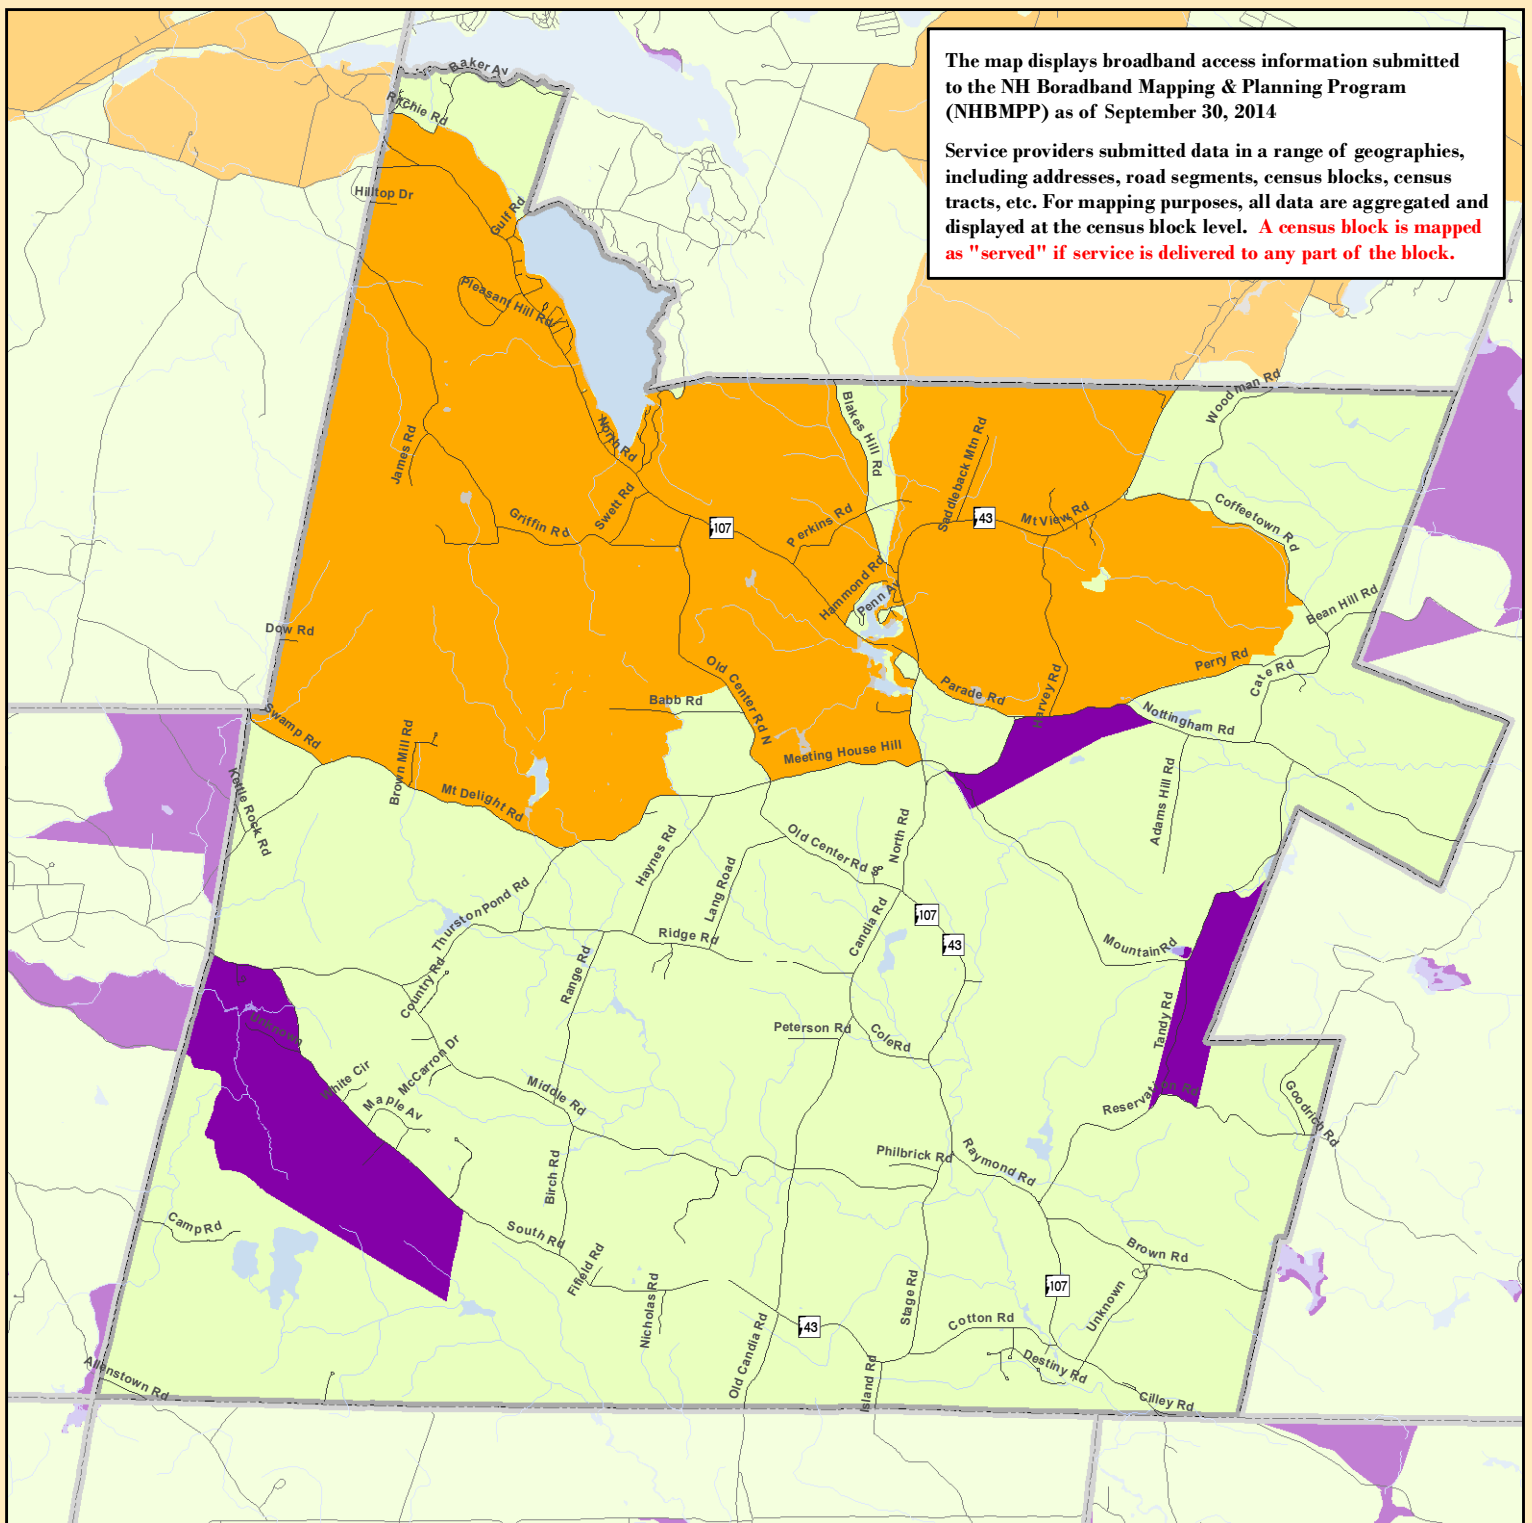 The map displays broadband access information submitted
to the NH Boradband Mapping & Planning Program
(NHBMPP) as of September 30, 2014
Service providers submitted data in a range of geographies,
including addresses, road segments, census blocks, census
tracts, etc. For mapping purposes, all data are aggregated and
displayed at the census block level. A census block is mapped
as "served" if service is delivered to any part of the block.
Baker Av
Ritchie Rd
Hilltop Dr
Gulf Rd
Pleasant Hill Rd
Woodman Rd
Blakes Hill Rd
North Rd
James Rd
Saddleback Mtn Rd
Swett Rd
Griffin Rd
107
Perkins Rd
43
Mt View Rd
Coffeetown Rd
Hammond Rd
Penn Av
Bean Hill Rd
Dow Rd
Old Center Rd N
Perry Rd
Cate Rd
Babb Rd
Parade Rd
Harvey Rd
Swamp Rd
Nottingham Rd
Meeting House Hill
Brown Mill Rd
Kettle Rock Rd
Mt Delight Rd
Adams Hill Rd
Haynes Rd
Old Center Rd S
North Rd
Lang Road
Thurston Pond Rd
Candia Rd
107
43
Ridge Rd
Mountain Rd
Range Rd
Country Rd
Unknown
Peterson Rd
Cole Rd
Tandy Rd
White Cir
McCarron Dr
Maple Av
Middle Rd
Reservation Rd
Goodrich Rd
Philbrick Rd
Raymond Rd
Birch Rd
Camp Rd
South Rd
Fifield Rd
Brown Rd
Nicholas Rd
Stage Rd
107
Unknown
43
Cotton Rd
Old Candia Rd
Island Rd
Destiny Rd
Allenstown Rd
Cilley Rd